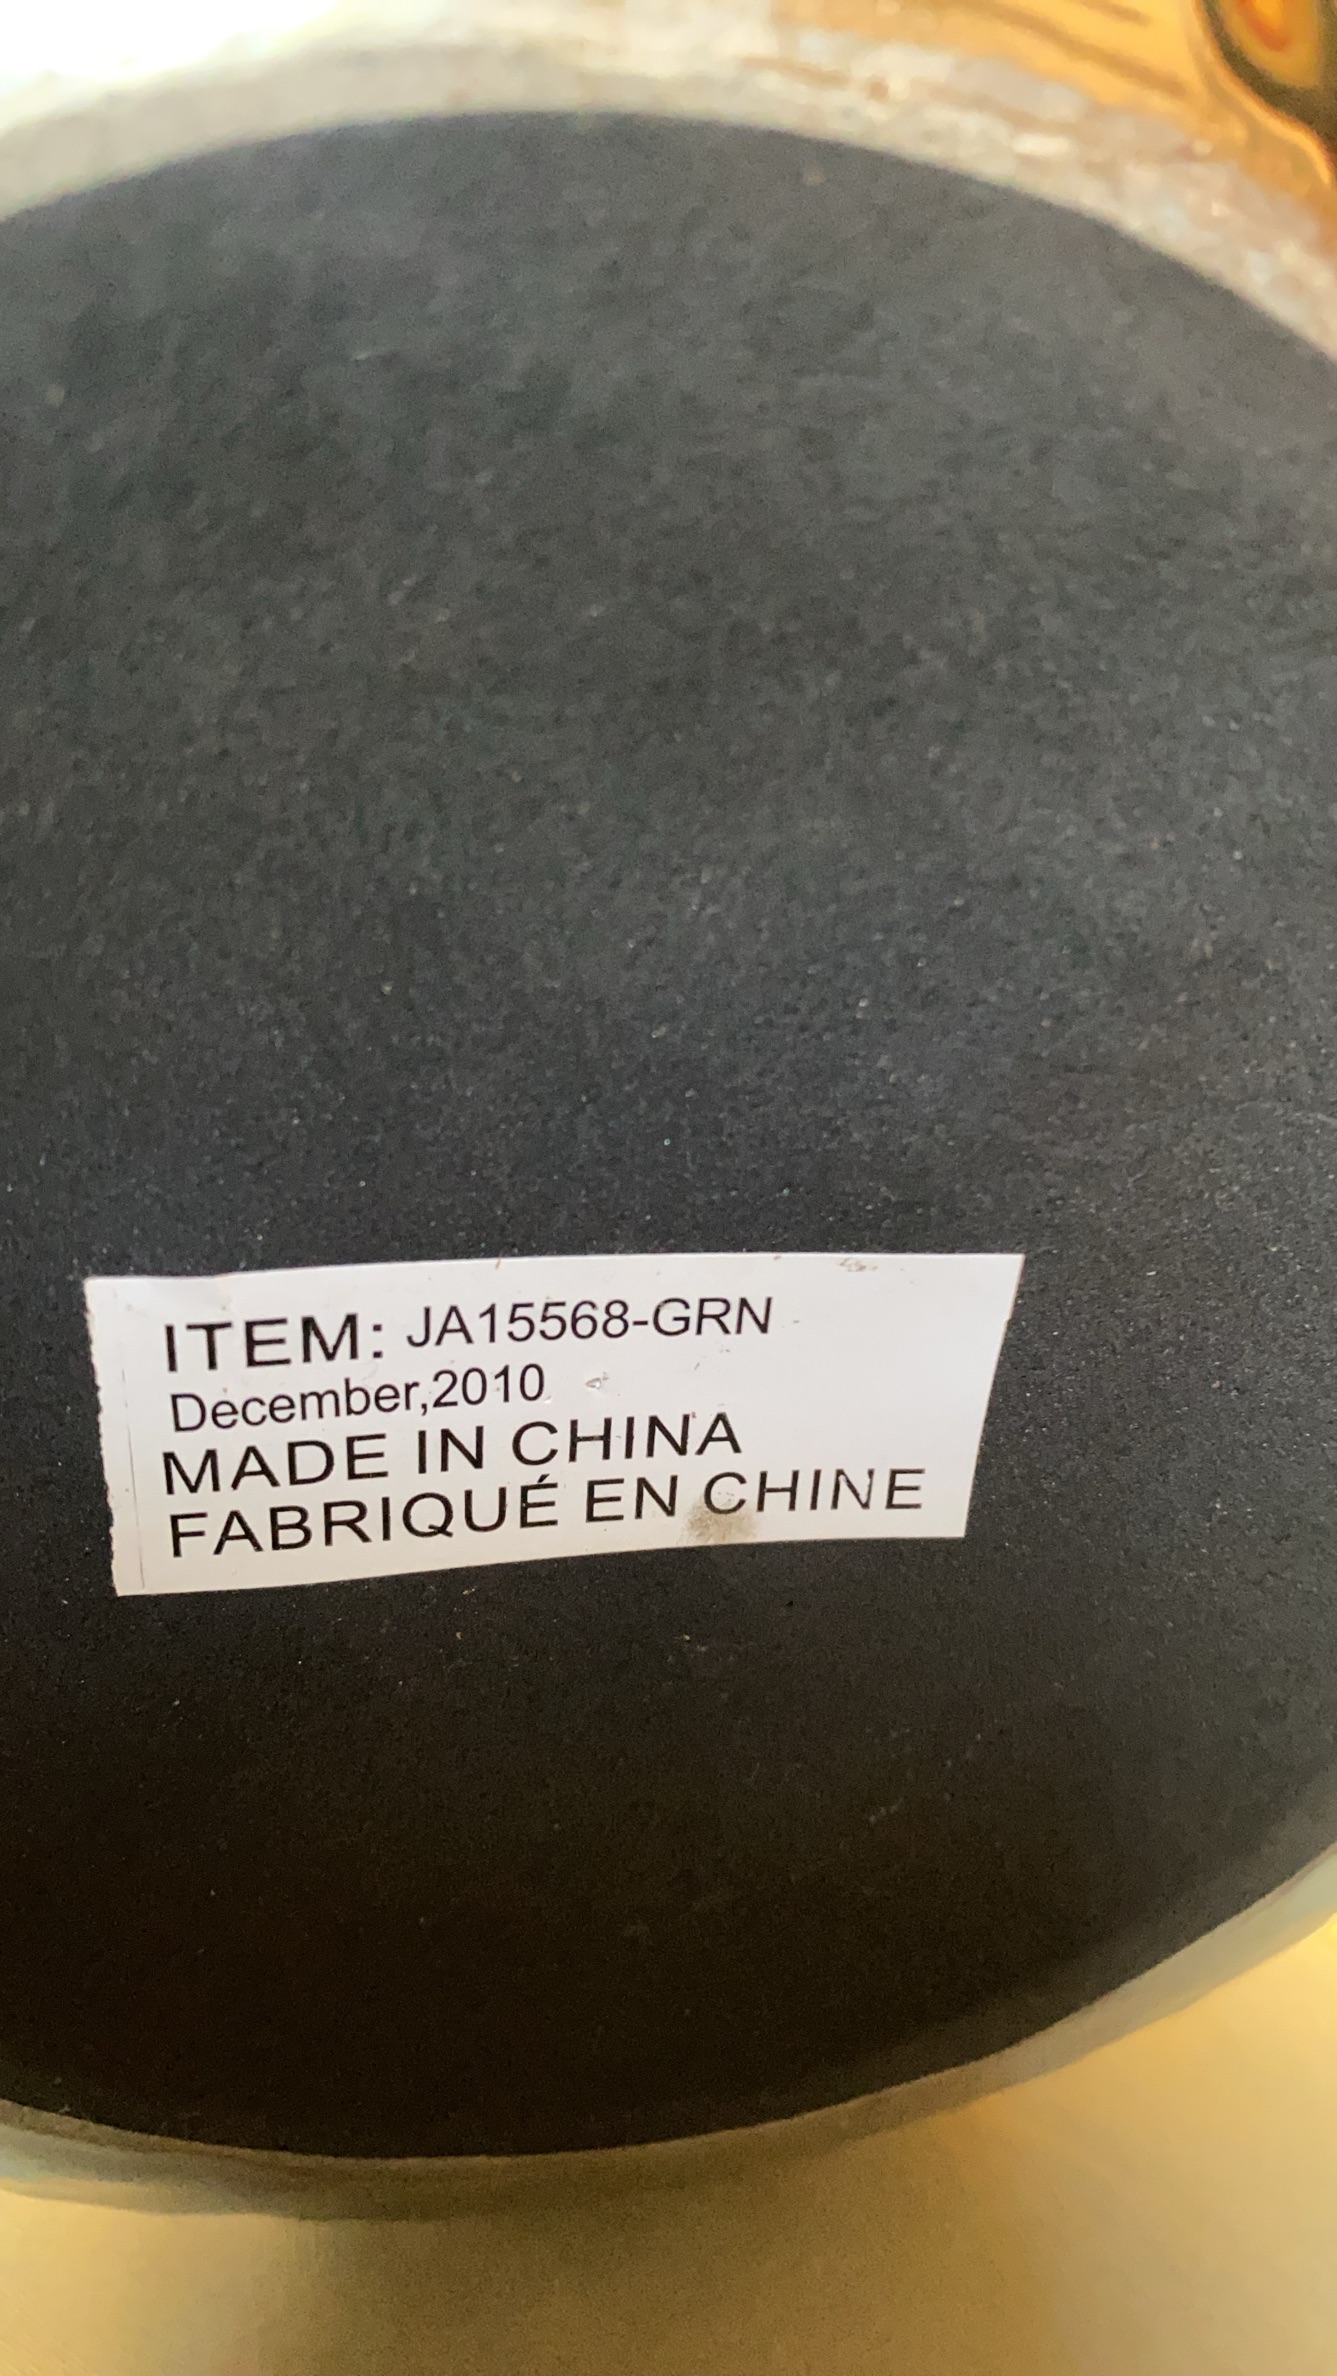 ITEM: JA15568-GRN
December,2010
MADE IN CHINA
FABRIQUÉ EN CHINE